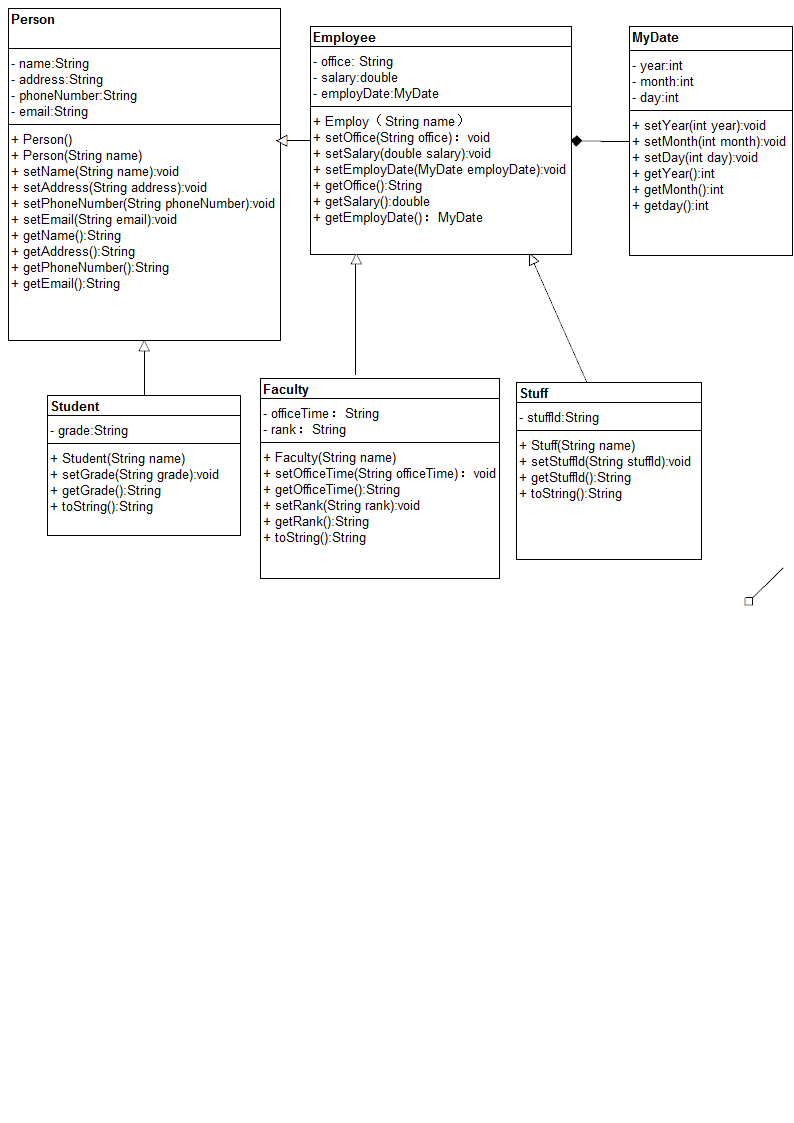 Person
- name:String
- address:String
- phoneNumber:String
- email:String
+ Person()
+ Person(String name)
+ setName(String name):void
+ setAddress(String address):void
+ setPhoneNumber(String phoneNumber):void
+ setEmail(String email):void
+ getName():String
+ getAddress():String
+ getPhoneNumber():String
+ getEmail():String
Employee
- office: String
- salary:double
- employDate:MyDate
+ Employ（String name）
+ setOffice(String office)：void
+ setSalary(double salary):void
+ setEmployDate(MyDate employDate):void
+ getOffice():String
+ getSalary():double
+ getEmployDate()：MyDate
MyDate
- year:int
- month:int
- day:int
+ setYear(int year):void
+ setMonth(int month):void
+ setDay(int day):void
+ getYear():int
+ getMonth():int
+ getday():int
Student
- grade:String
+ Student(String name)
+ setGrade(String grade):void
+ getGrade():String
+ toString():String
Faculty
- officeTime：String
- rank：String
+ Faculty(String name)
+ setOfficeTime(String officeTime)：void
+ getOfficeTime():String
+ setRank(String rank):void
+ getRank():String
+ toString():String
Stuff
- stuffId:String
+ Stuff(String name)
+ setStuffId(String stuffId):void
+ getStuffId():String
+ toString():String